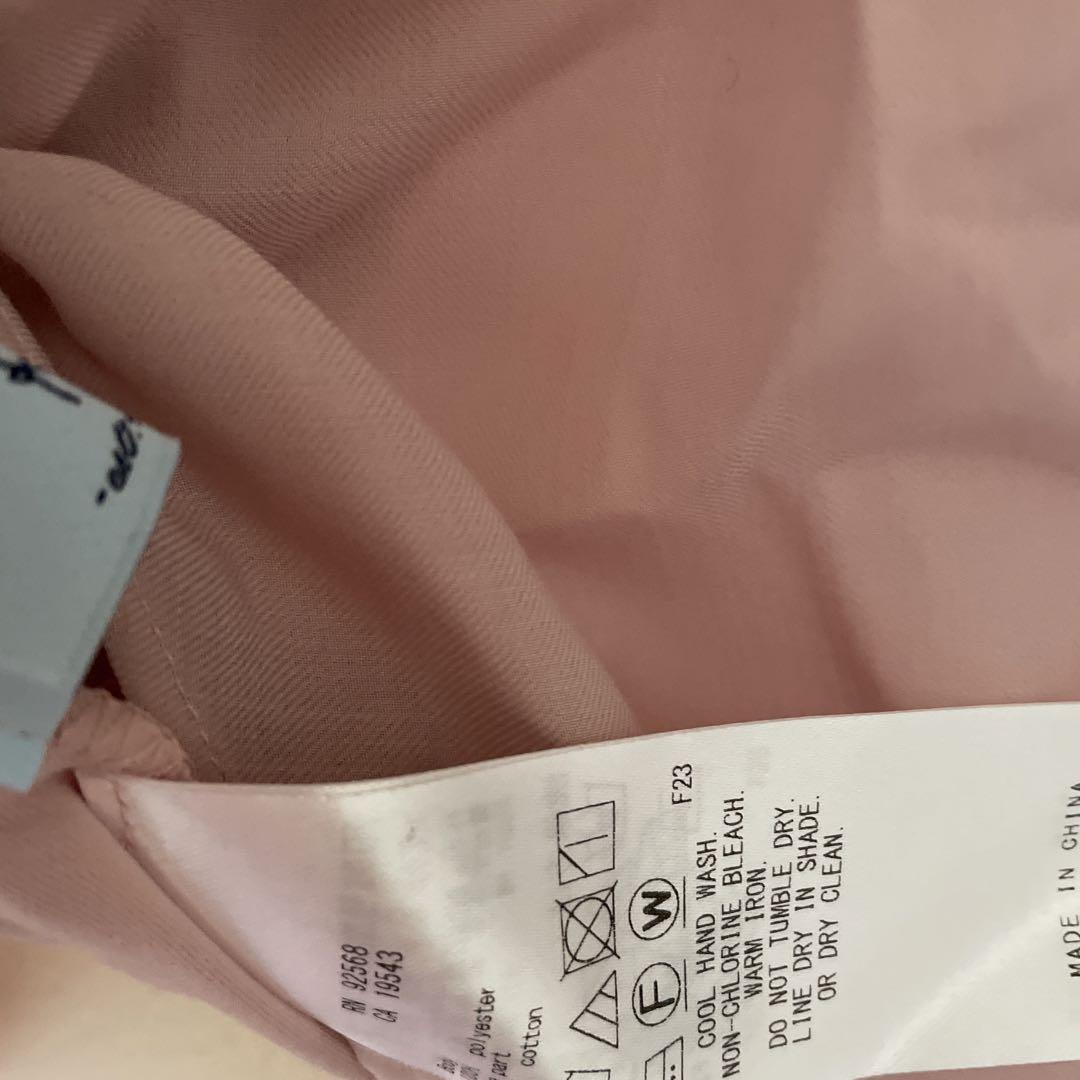 RN 92568
CA 19543
polyester
part
cotton
F W
F23
COOL HAND WASH.
NON-CHLORINE BLEACH.
WARM IRON.
DO NOT TUMBLE DRY.
LINE DRY IN SHADE.
OR DRY CLEAN.
MADE IN CHINA